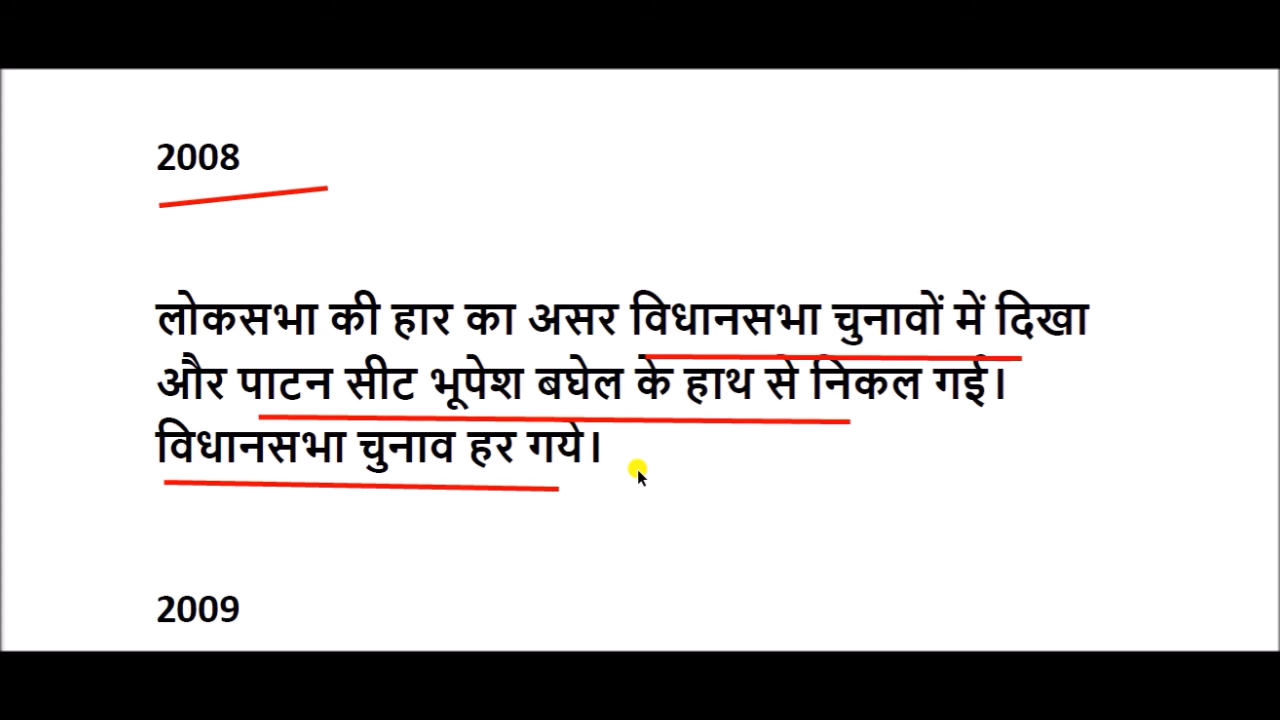 2008
लोकसभा की हार का असर विधानसभा चुनावों में दिखा
और पाटन सीट भूपेश बघेल के हाथ से निकल गई।
विधानसभा चुनाव हर गये।
2009